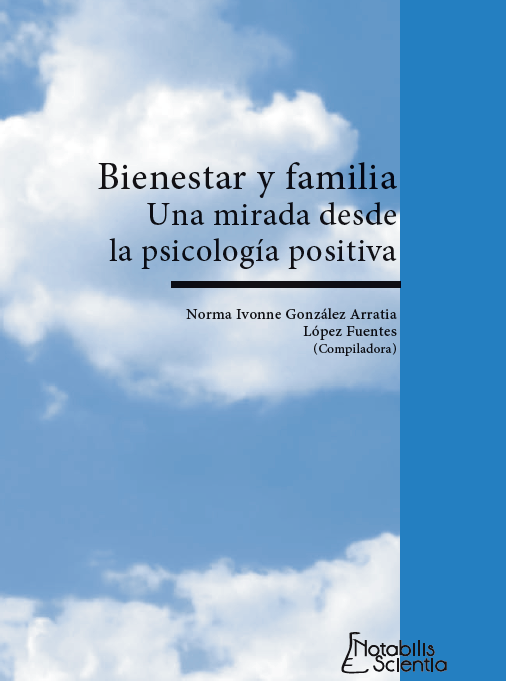 Bienestar y familia
Una mirada desde
la psicología positiva
Norma Ivonne González Arratia
López Fuentes
(Compiladora)
Notabilis
Scientia